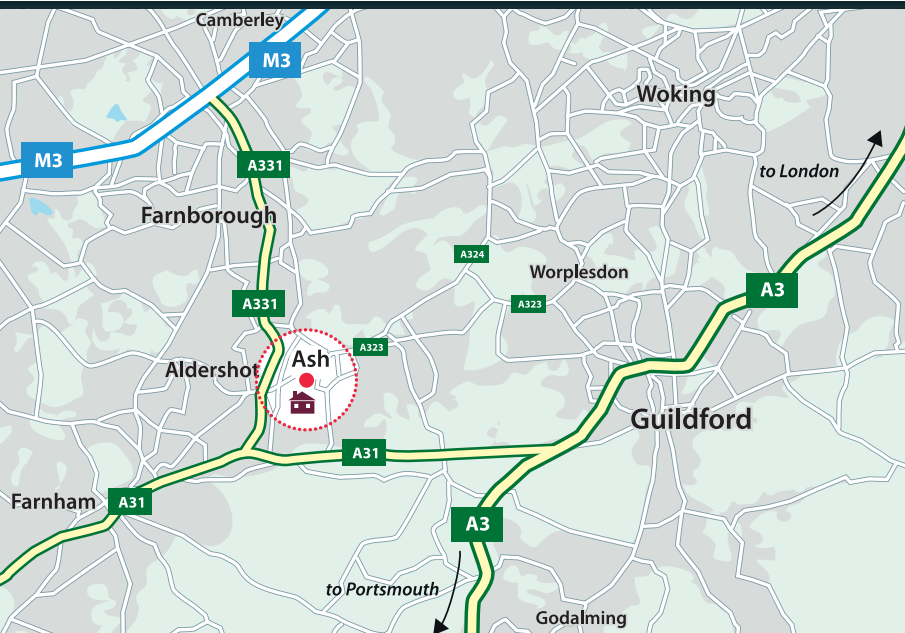 Camberley
M3
Woking
M3
A331
to London
Farnborough
A324
Worplesdon
A3
A331
A323
A323
Ash
Aldershot
Guildford
A31
Farnham
A31
A3
to Portsmouth
Godalming